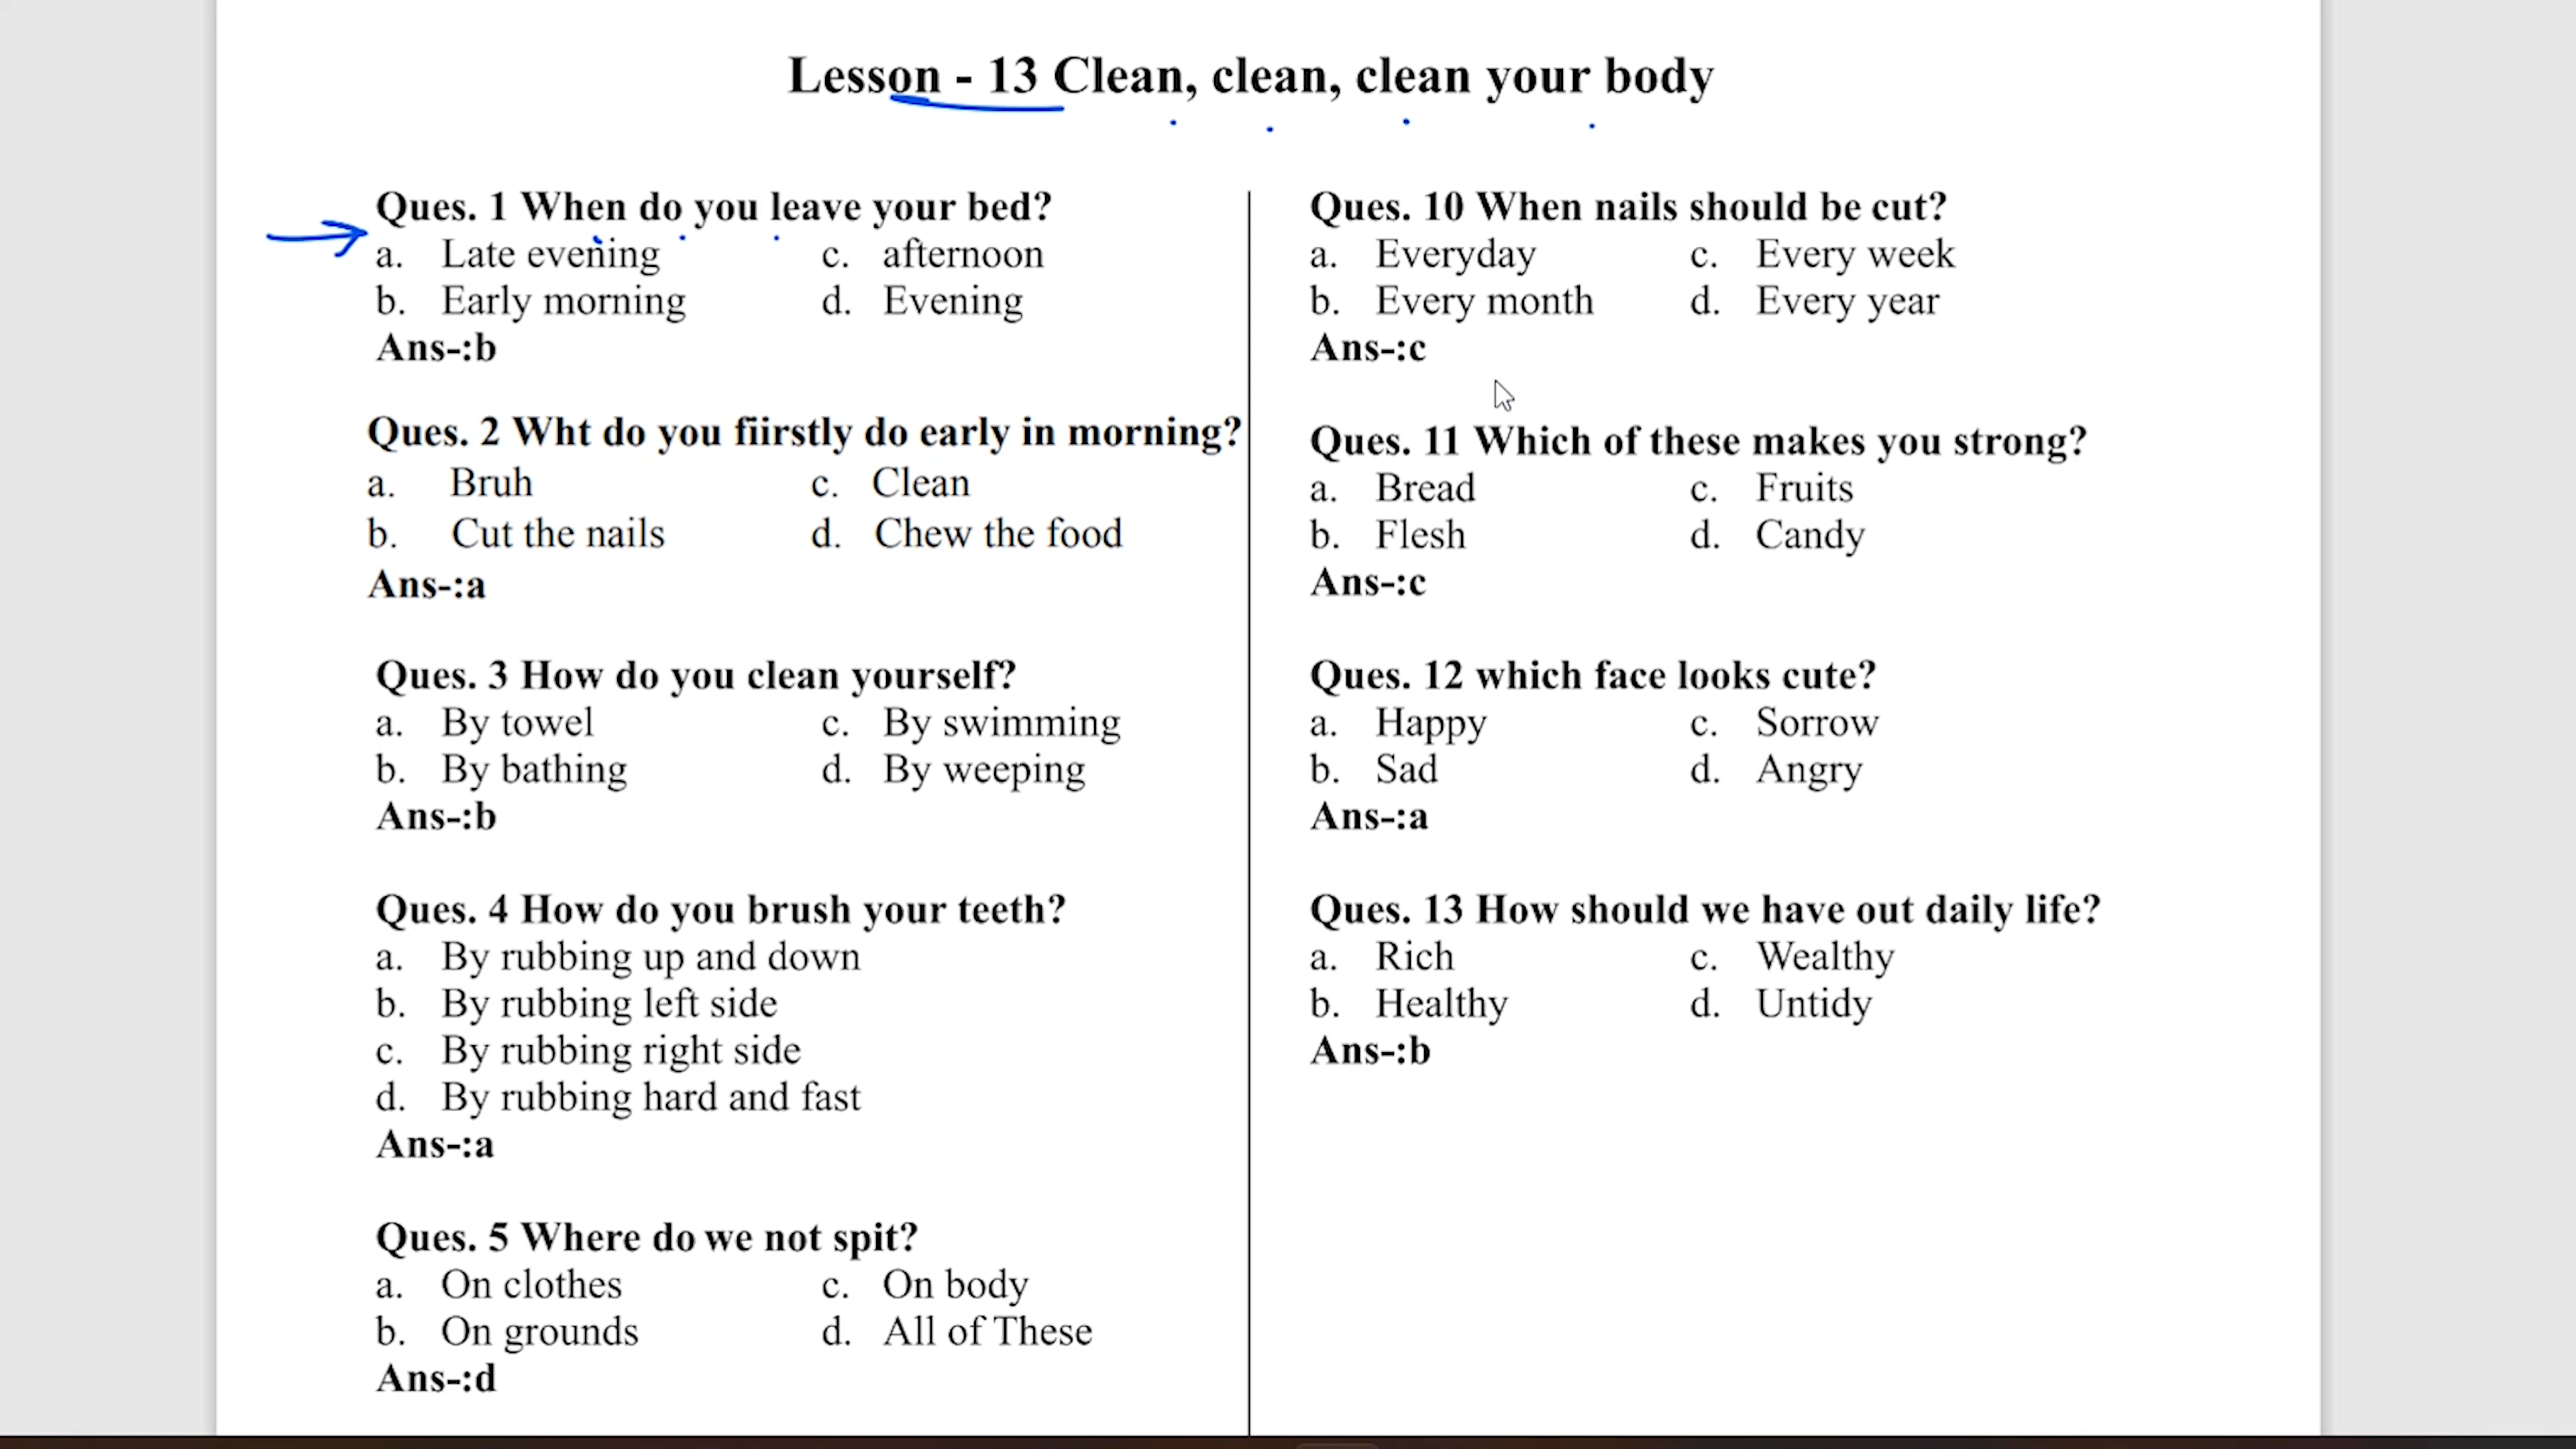 Lesson - 13 Clean, clean, clean your body
Ques. 1 When do you leave your bed?
a. Late evening c. afternoon
b. Early morning d. Evening
Ans-:b
Ques. 2 Wht do you fiirstly do early in morning?
a. Bruh c. Clean
b. Cut the nails d. Chew the food
Ans-:a
Ques. 3 How do you clean yourself?
a. By towel c. By swimming
b. By bathing d. By weeping
Ans-:b
Ques. 4 How do you brush your teeth?
a. By rubbing up and down
b. By rubbing left side
c. By rubbing right side
d. By rubbing hard and fast
Ans-:a
Ques. 5 Where do we not spit?
a. On clothes c. On body
b. On grounds d. All of These
Ans-:d
Ques. 10 When nails should be cut?
a. Everyday c. Every week
b. Every month d. Every year
Ans-:c
Ques. 11 Which of these makes you strong?
a. Bread c. Fruits
b. Flesh d. Candy
Ans-:c
Ques. 12 which face looks cute?
a. Happy c. Sorrow
b. Sad d. Angry
Ans-:a
Ques. 13 How should we have out daily life?
a. Rich c. Wealthy
b. Healthy d. Untidy
Ans-:b